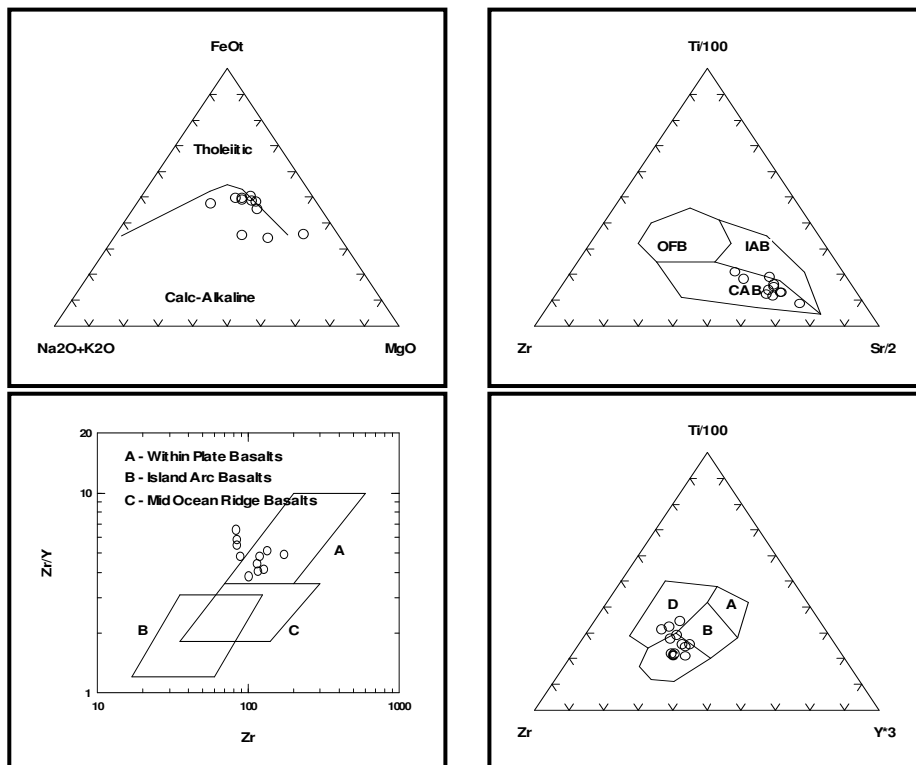 FeOt
Tholeiitic
Calc-Alkaline
Na2O+K2O
MgO
Ti/100
OFB
IAB
CAB
Zr
Sr/2
20
A - Within Plate Basalts
B - Island Arc Basalts
C - Mid Ocean Ridge Basalts
10
Zr/Y
A
B
C
1
10
100
1000
Zr
Ti/100
D
A
B
Zr
Y*3